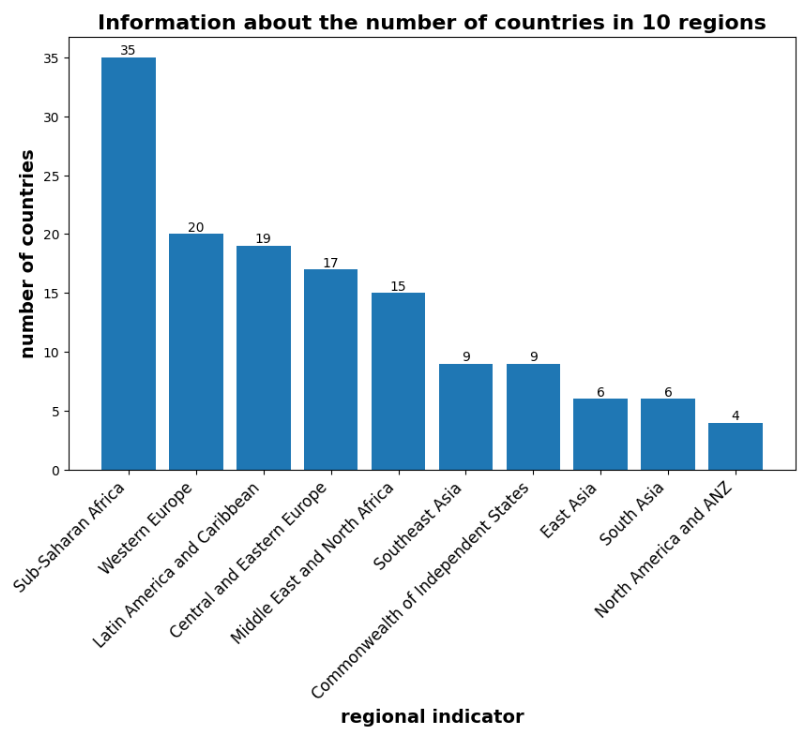 Information about the number of countries in 10 regions
number of countries
35
30
25
20
15
10
5
0
35
20
19
17
15
9
9
6
6
4
Sub-Saharan Africa
Western Europe
Latin America and Caribbean
Central and Eastern Europe
Middle East and North Africa
Southeast Asia
Commonwealth of Independent States
East Asia
South Asia
North America and ANZ
regional indicator